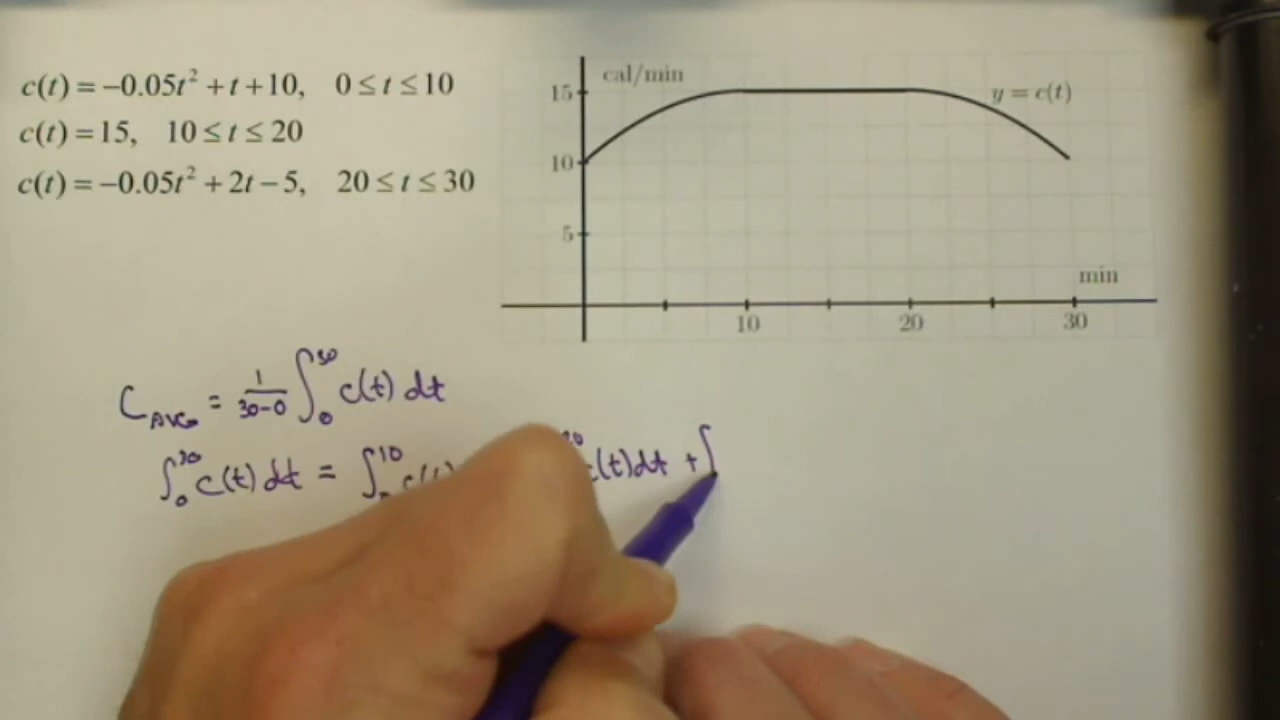 c(t) = −0.05t² + t + 10, 0 ≤ t ≤ 10
c(t) = 15, 10 ≤ t ≤ 20
c(t) = −0.05t² + 2t − 5, 20 ≤ t ≤ 30
cal/min
15
y = c(t)
10
5
min
10
20
30
C_AVG = 1/(30-0) ∫₀³⁰ c(t) dt
∫₀³⁰ c(t) dt = ∫¹⁰ c(t) c(t)dt + ∫